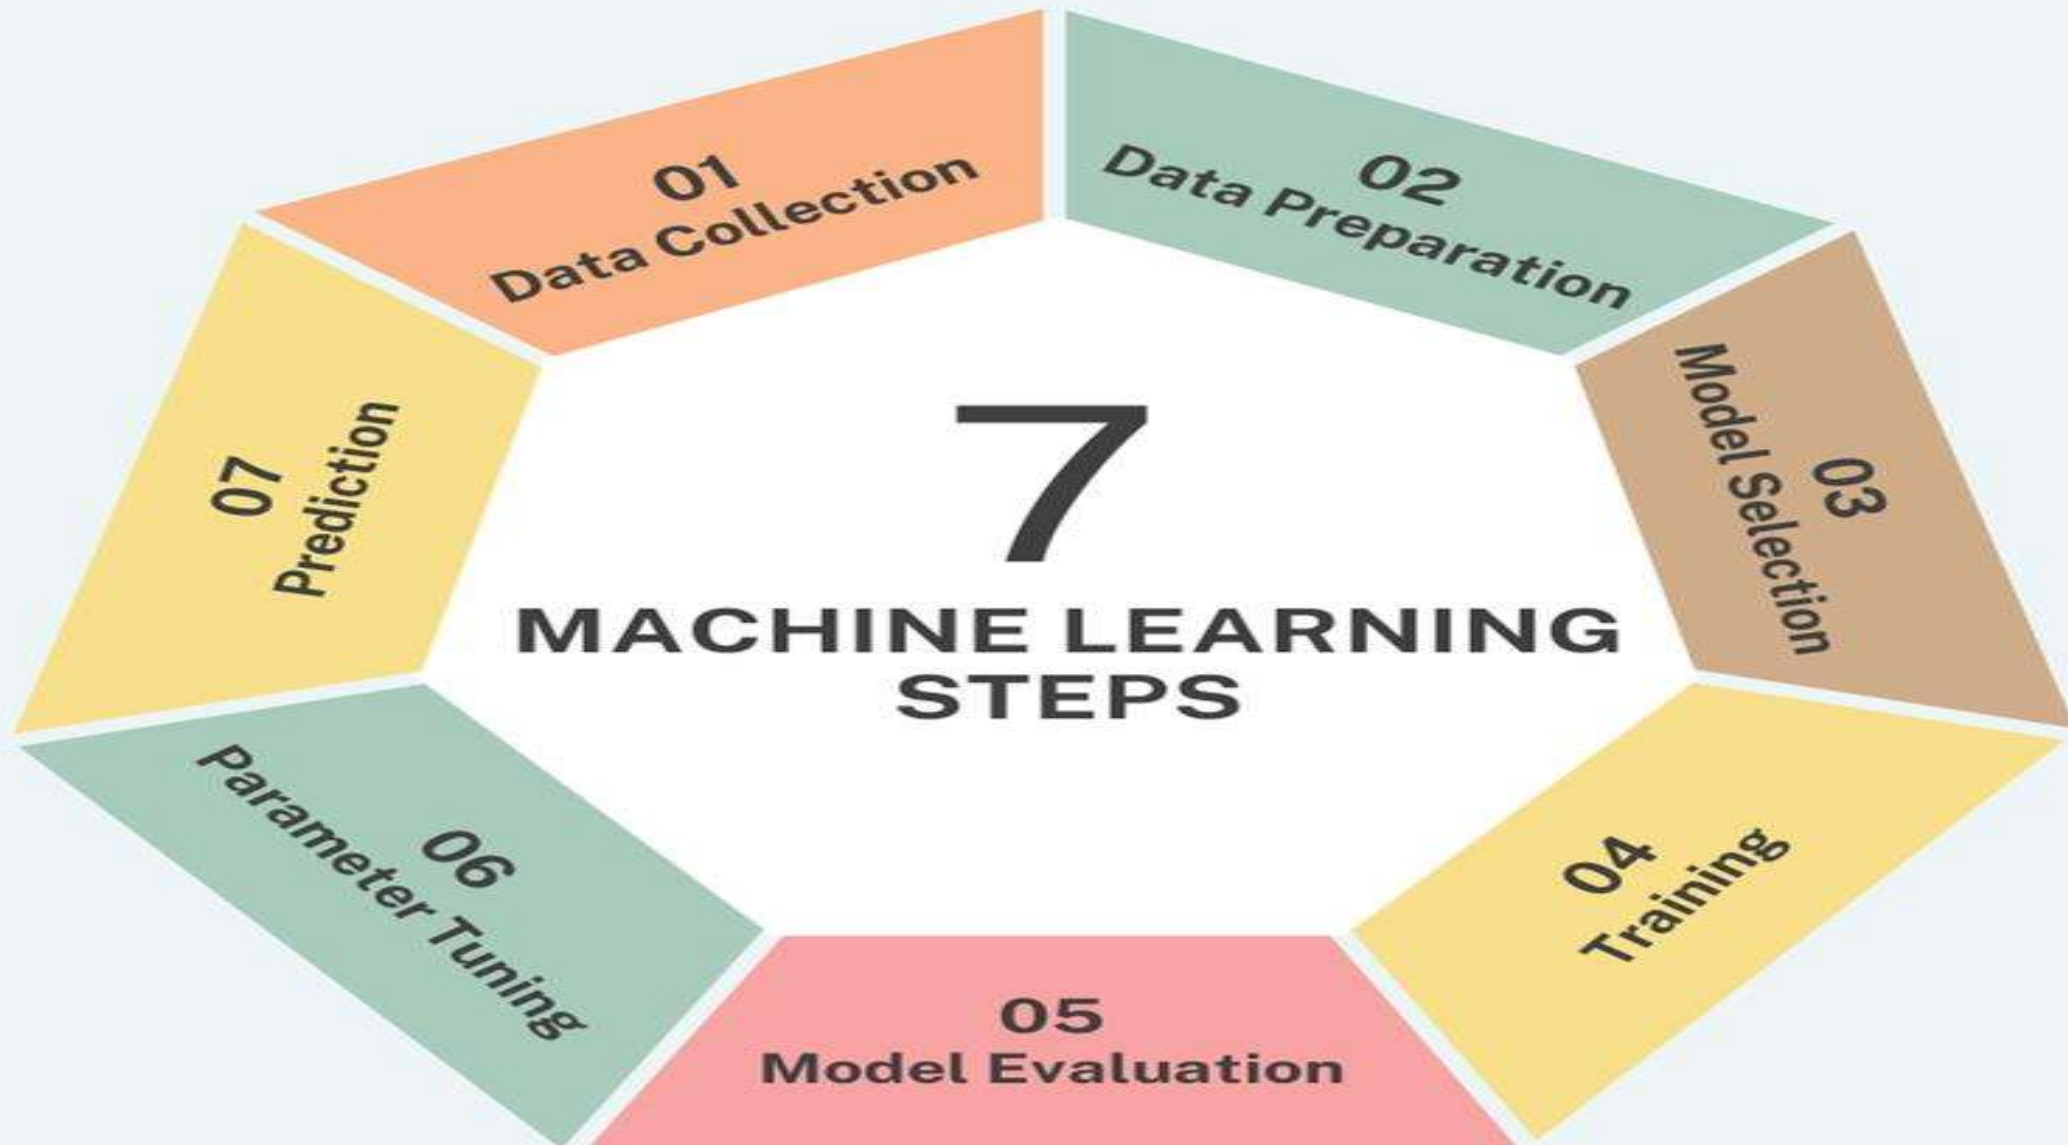 7
MACHINE LEARNING
STEPS
01
Data Collection
02
Data Preparation
03
Model Selection
04
Training
05
Model Evaluation
06
Parameter Tuning
07
Prediction